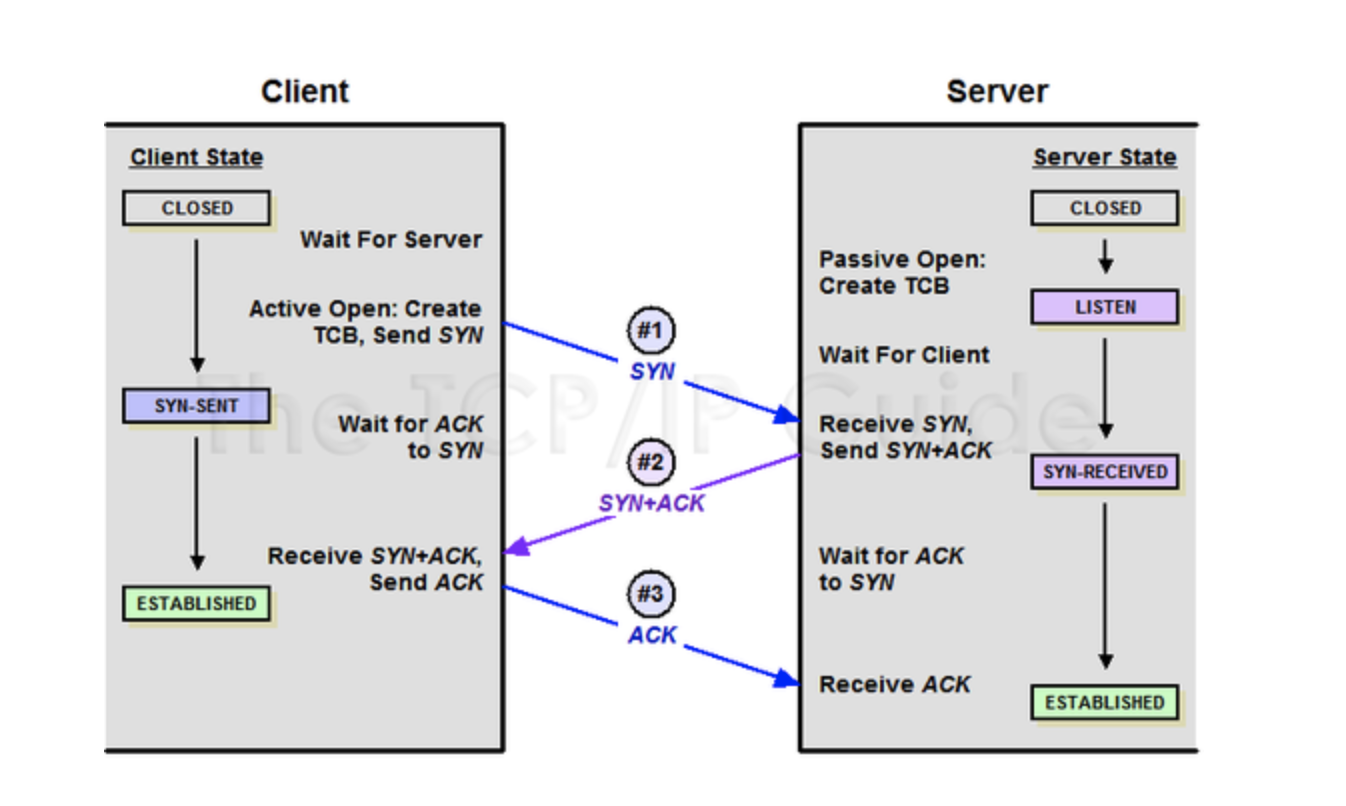 Client
Server
Client State
CLOSED
Wait For Server
Active Open: Create
TCB, Send SYN
SYN-SENT
Wait for ACK
to SYN
Receive SYN+ACK,
Send ACK
ESTABLISHED
#1
SYN
#2
SYN+ACK
#3
ACK
Server State
CLOSED
Passive Open:
Create TCB
LISTEN
Wait For Client
Receive SYN,
Send SYN+ACK
SYN-RECEIVED
Wait for ACK
to SYN
Receive ACK
ESTABLISHED
The TCP/IP Guide